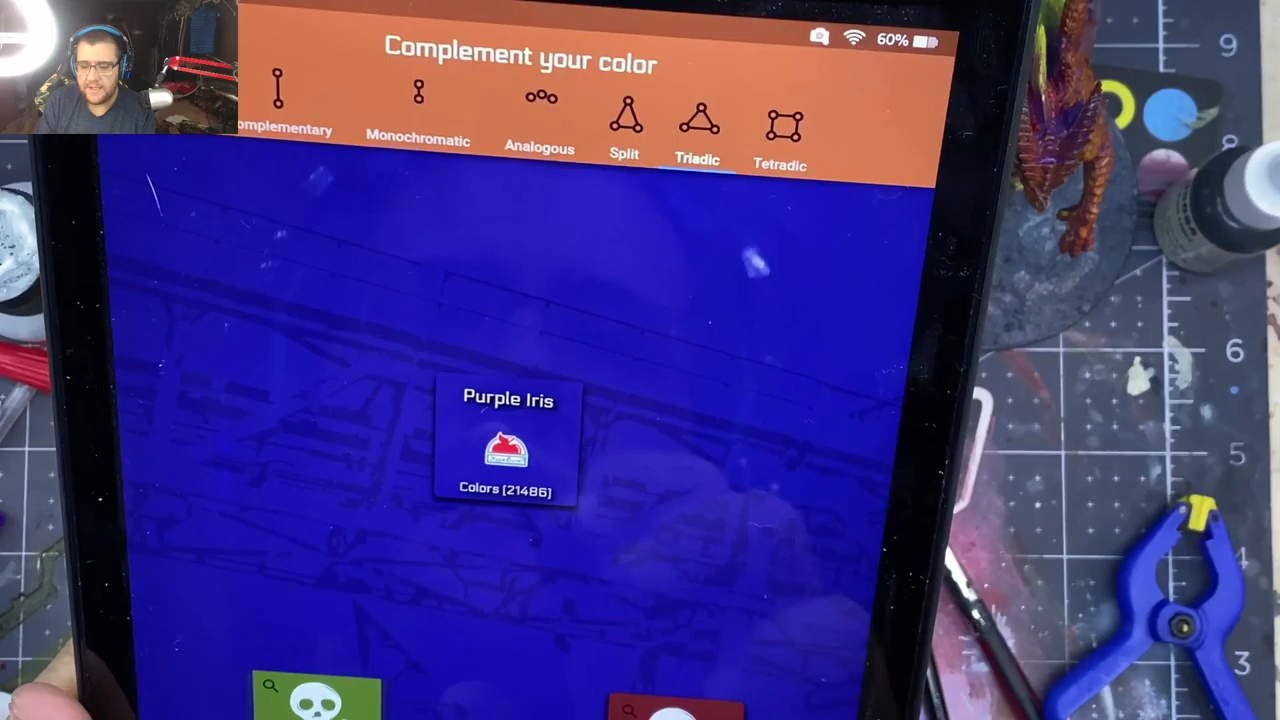 Complement your color
60%
omplementary
Monochromatic
Analogous
Split
Triadic
Tetradic
Purple Iris
Colors [21486]
9
8
6
5
4
3